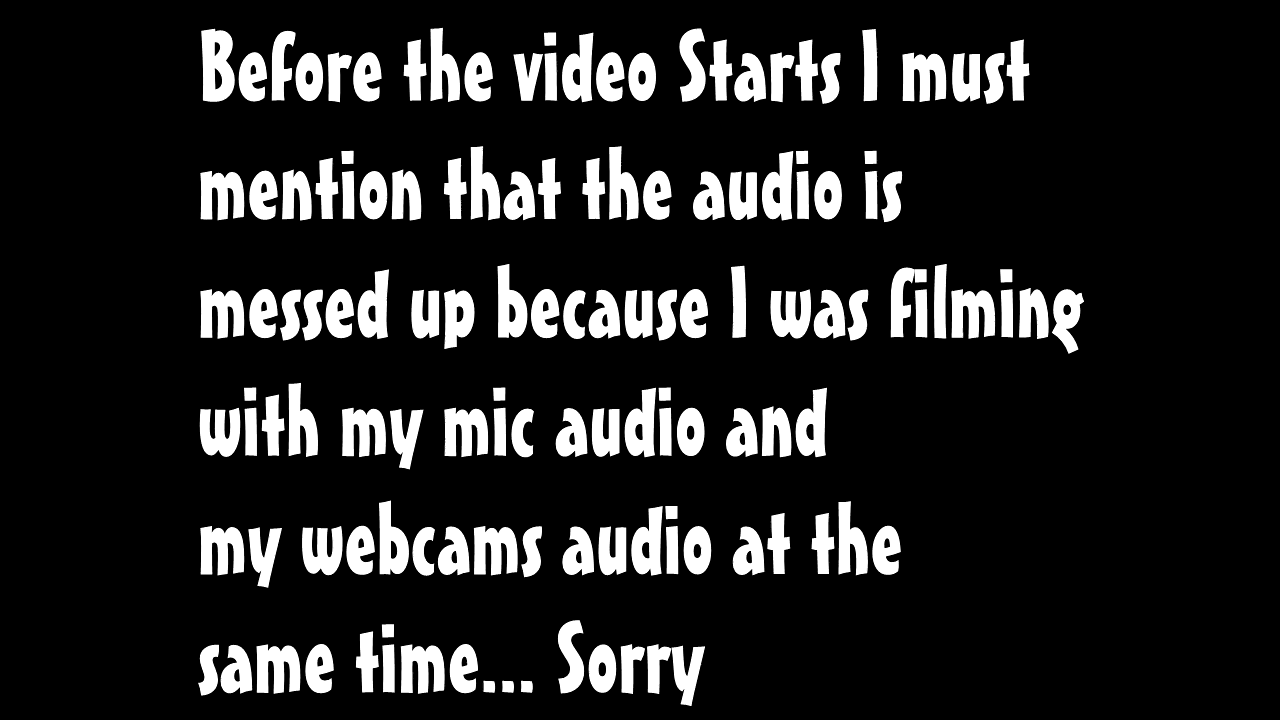 Before the video Starts I must
mention that the audio is
messed up because I was filming
with my mic audio and
my webcams audio at the
same time... Sorry